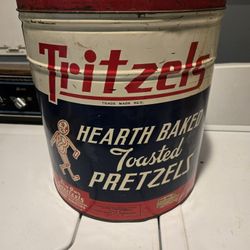 Tritzels
TRADE MARK REG.
HEARTH BAKED
Toasted
PRETZELS